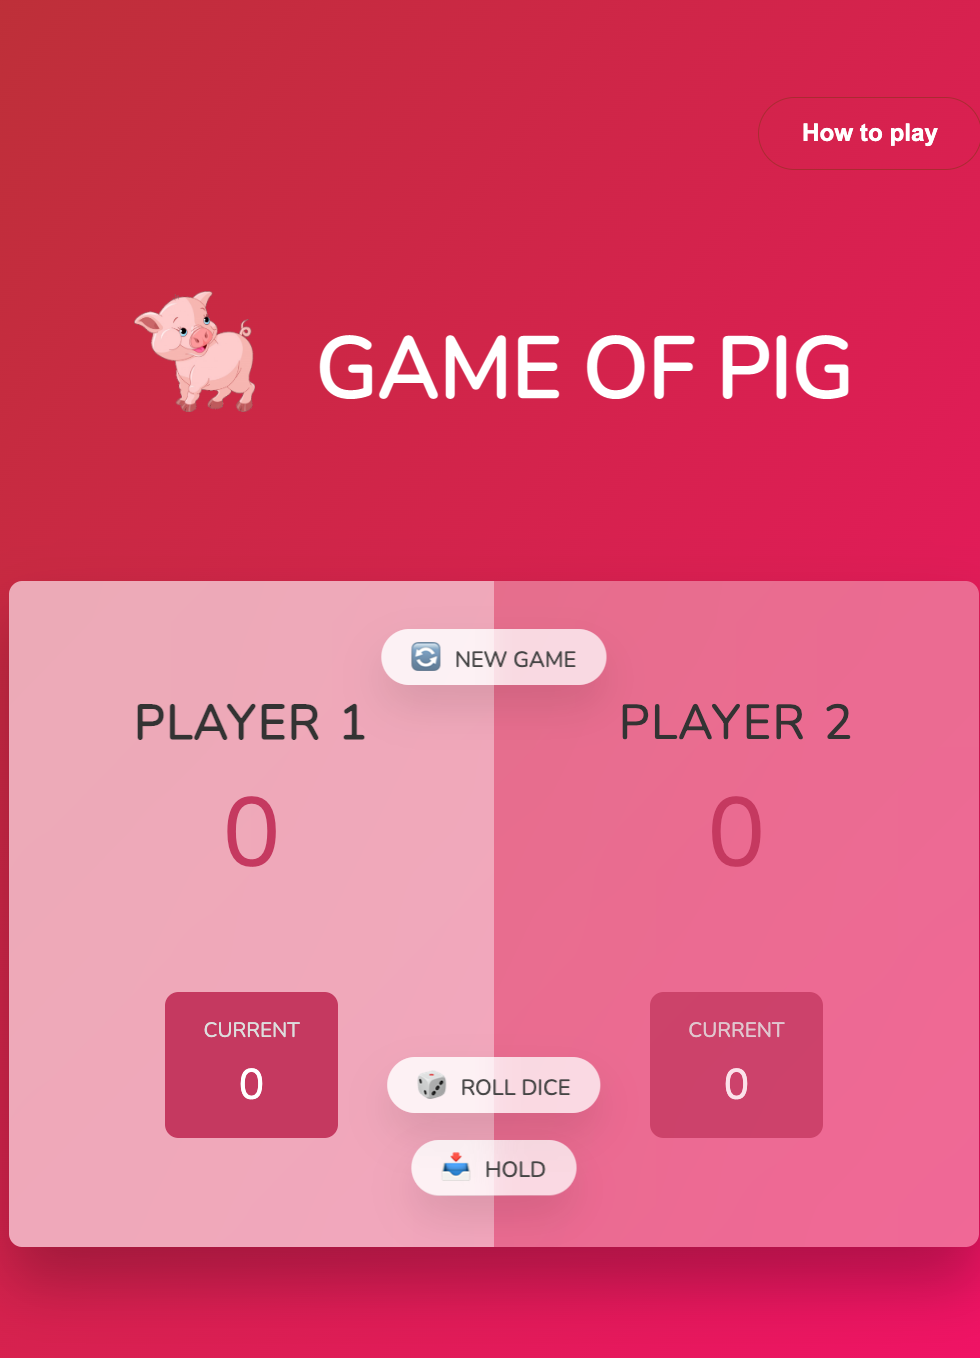 How to play
GAME OF PIG
NEW GAME
PLAYER 1
PLAYER 2
0
0
CURRENT
0
CURRENT
0
ROLL DICE
HOLD